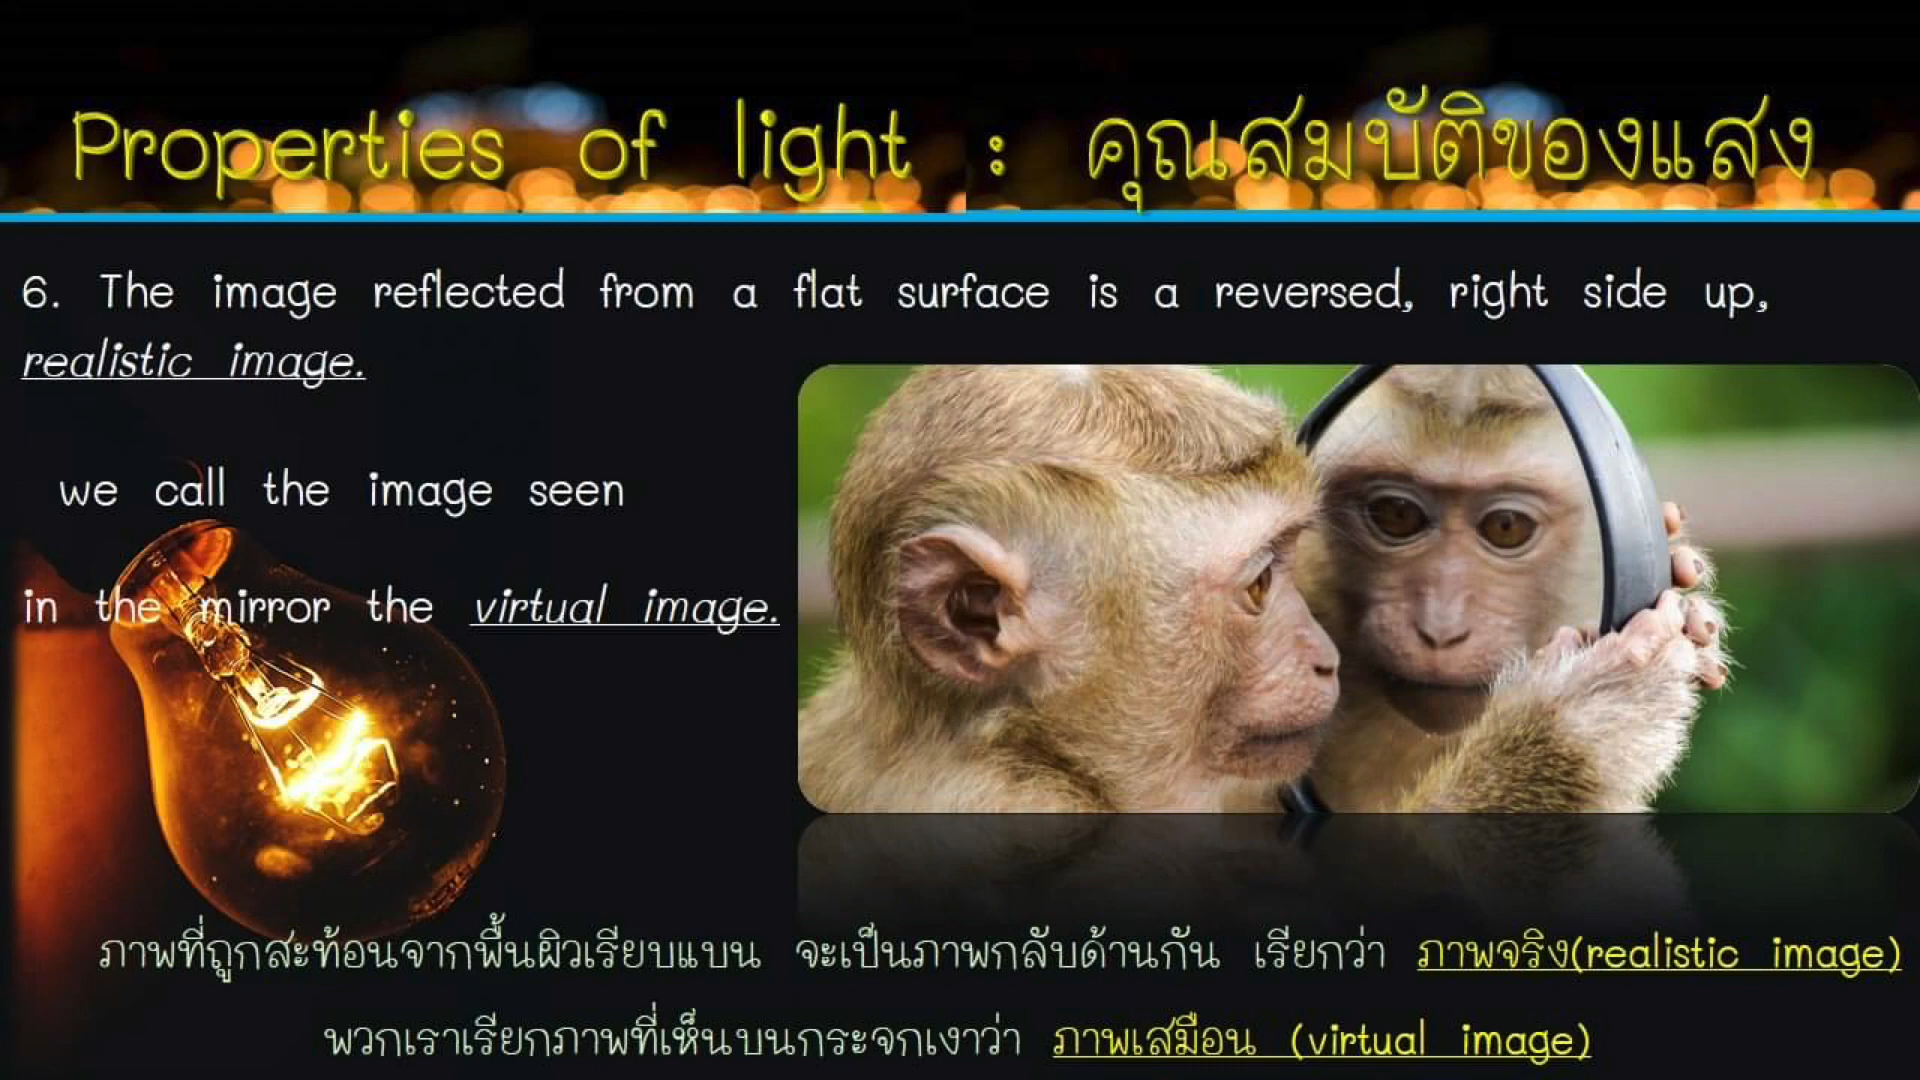 Properties of light : คุณสมบัติของแสง
6. The image reflected from a flat surface is a reversed, right side up,
realistic image.
we call the image seen
in the mirror the virtual image.
ภาพที่ถูกสะท้อนจากพื้นผิวเรียบแบน จะเป็นภาพกลับด้านกัน เรียกว่า ภาพจริง(realistic image)
พวกเราเรียกภาพที่เห็นบนกระจกเงาว่า ภาพเสมือน (virtual image)